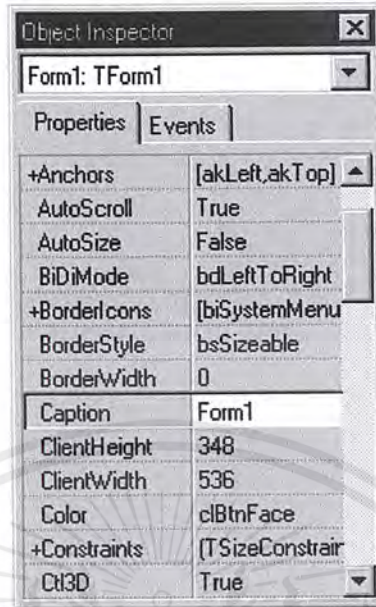 Object Inspector
Form1: TForm1
Properties Events
+Anchors [akLeft,akTop]
AutoScroll True
AutoSize False
BiDiMode bdLeftToRight
+BorderIcons [biSystemMenu
BorderStyle bsSizeable
BorderWidth 0
Caption Form1
ClientHeight 348
ClientWidth 536
Color clBtnFace
+Constraints (TSizeConstrain
Ctl3D True